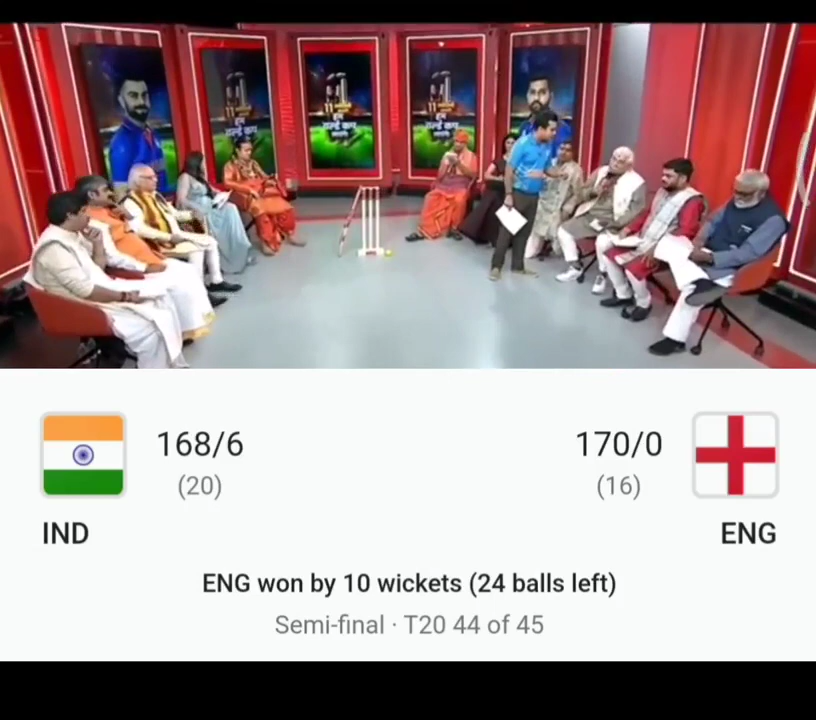 168/6
170/0
(20)
(16)
IND
ENG
ENG won by 10 wickets (24 balls left)
Semi-final · T20 44 of 45